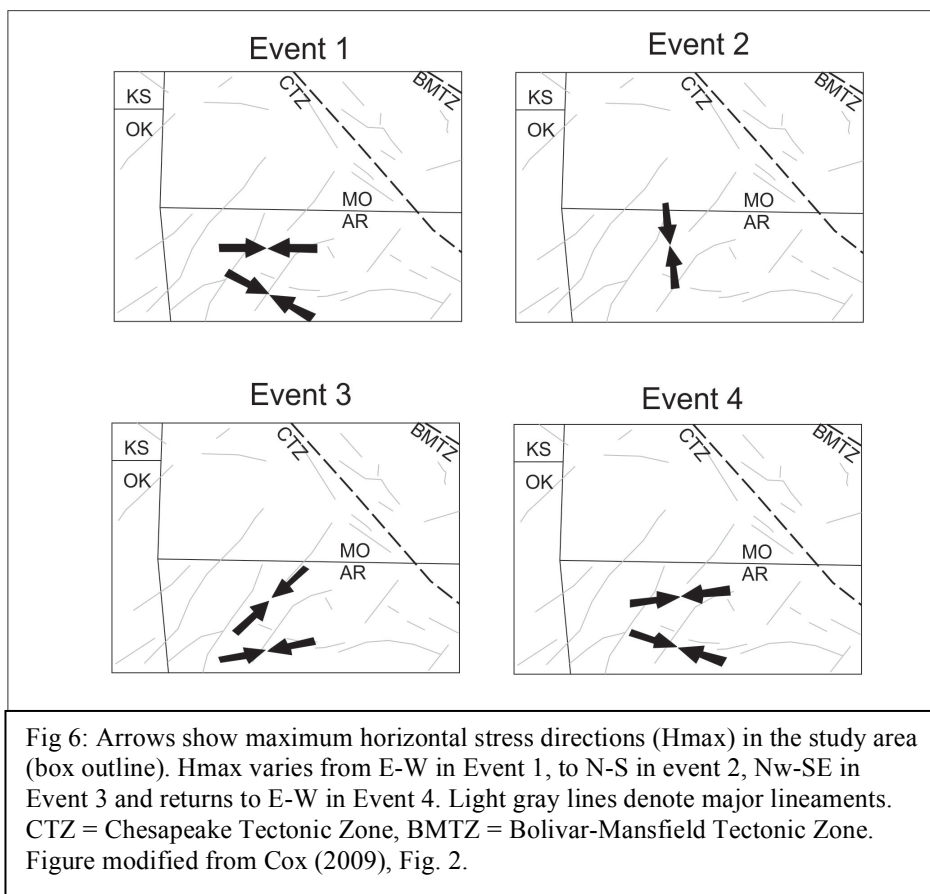 Event 1
Event 2
KS
OK
CTZ
BMTZ
MO
AR
KS
OK
CTZ
BMTZ
MO
AR
Event 3
Event 4
KS
OK
CTZ
BMTZ
MO
AR
KS
OK
CTZ
BMTZ
MO
AR
Fig 6: Arrows show maximum horizontal stress directions (Hmax) in the study area
(box outline). Hmax varies from E-W in Event 1, to N-S in event 2, Nw-SE in
Event 3 and returns to E-W in Event 4. Light gray lines denote major lineaments.
CTZ = Chesapeake Tectonic Zone, BMTZ = Bolivar-Mansfield Tectonic Zone.
Figure modified from Cox (2009), Fig. 2.